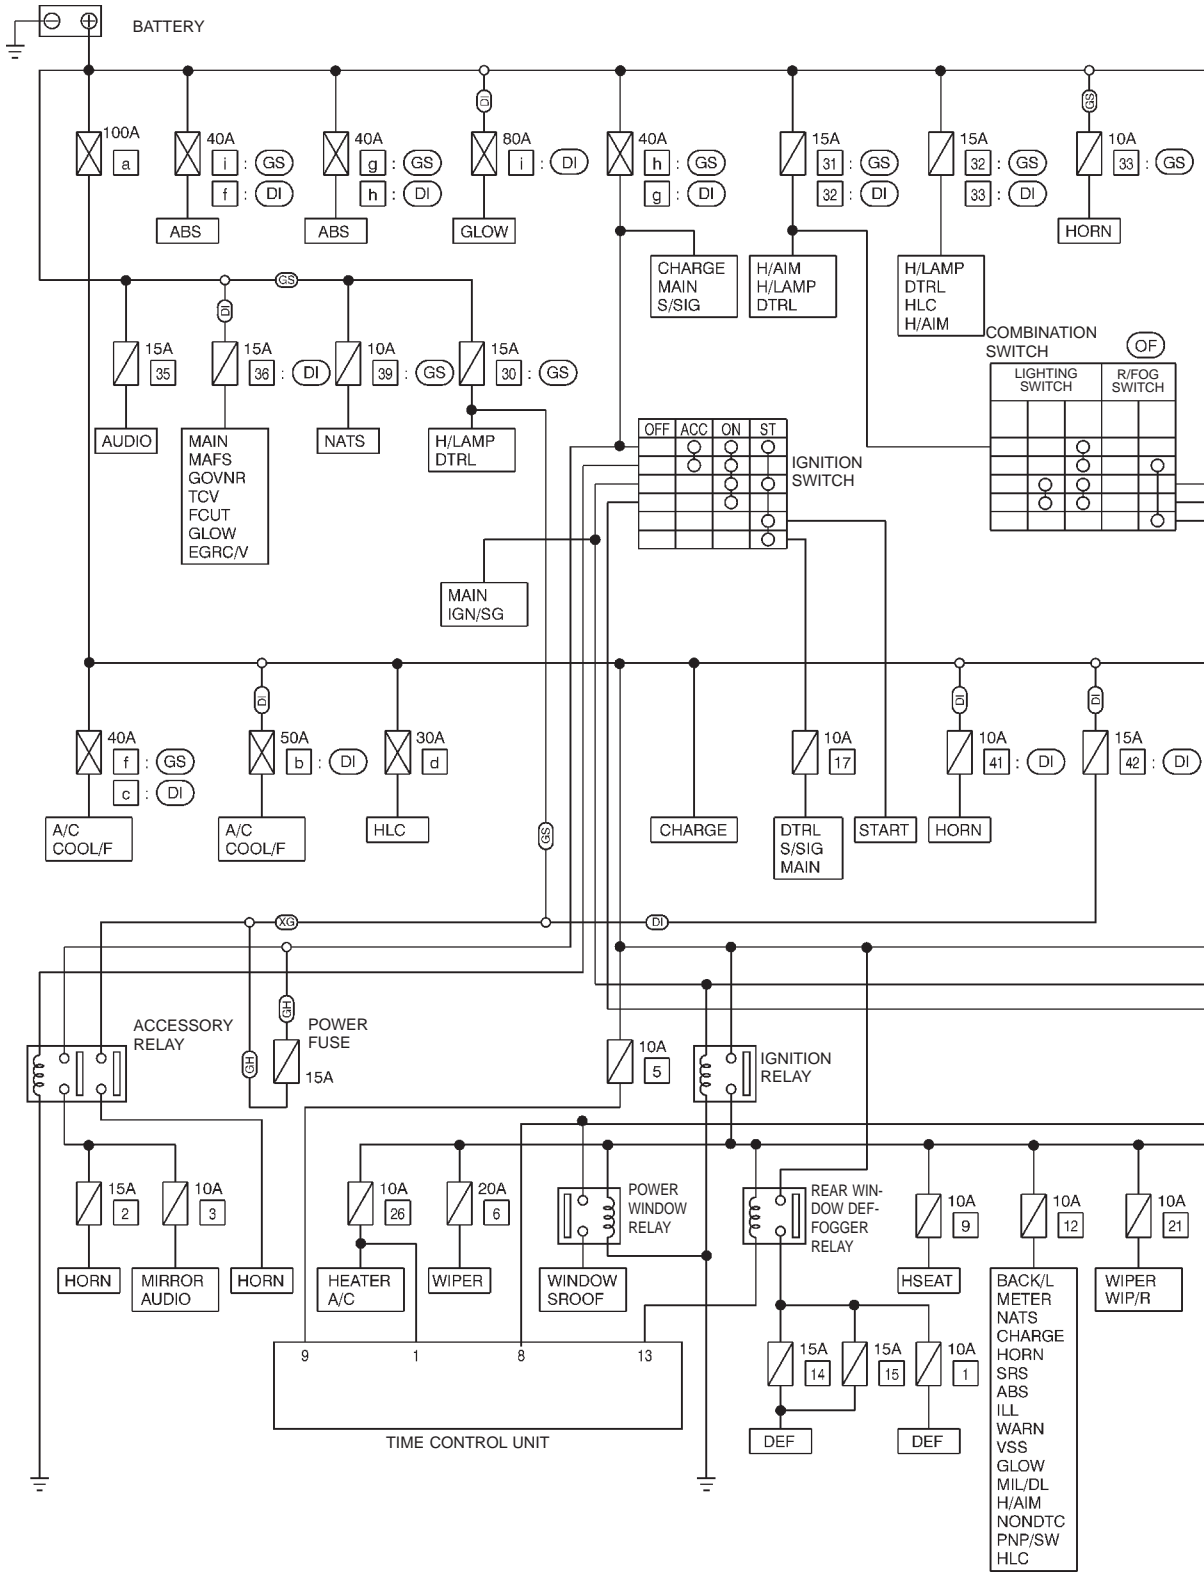 BATTERY
DI
GS
100A
a
40A
i : GS
f : DI
40A
g : GS
h : DI
80A
i : DI
40A
h : GS
g : DI
15A
31 : GS
32 : DI
15A
32 : GS
33 : DI
10A
33 : GS
ABS
ABS
GLOW
HORN
CHARGE
MAIN
S/SIG
H/AIM
H/LAMP
DTRL
H/LAMP
DTRL
HLC
H/AIM
GS
DI
15A
35
15A
36 : DI
10A
39 : GS
15A
30 : GS
AUDIO
MAIN
MAFS
GOVNR
TCV
FCUT
GLOW
EGRC/V
NATS
H/LAMP
DTRL
COMBINATION
SWITCH
OF
LIGHTING
SWITCH
R/FOG
SWITCH
OFF ACC ON ST
IGNITION
SWITCH
MAIN
IGN/SG
DI
DI
DI
40A
f : GS
c : DI
50A
b : DI
30A
d
10A
17
10A
41 : DI
15A
42 : DI
A/C
COOL/F
A/C
COOL/F
HLC
GS
CHARGE
DTRL
S/SIG
MAIN
START
HORN
XG
DI
GH
GH
ACCESSORY
RELAY
POWER
FUSE
15A
10A
5
IGNITION
RELAY
15A
2
10A
3
10A
26
20A
6
POWER
WINDOW
RELAY
REAR WIN-
DOW DEF-
FOGGER
RELAY
10A
9
10A
12
10A
21
HORN
MIRROR
AUDIO
HORN
HEATER
A/C
WIPER
WINDOW
SROOF
HSEAT
BACK/L
METER
NATS
CHARGE
HORN
SRS
ABS
ILL
WARN
VSS
GLOW
MIL/DL
H/AIM
NONDTC
PNP/SW
HLC
WIPER
WIP/R
9 1 8 13
TIME CONTROL UNIT
15A
14
15A
15
10A
1
DEF
DEF